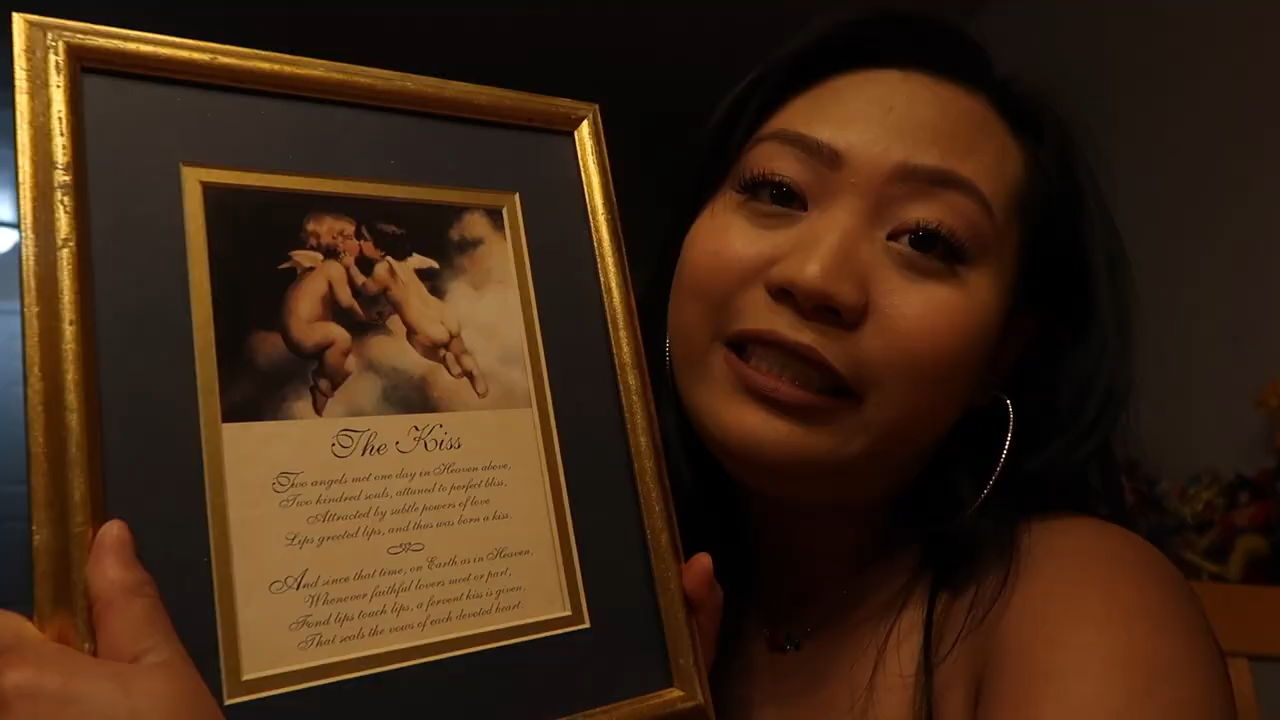 The Kiss
Two angels met one day in Heaven above,
Two kindred souls, attuned to perfect bliss,
Attracted by subtle powers of love
Lips greeted lips, and thus was born a kiss.
And since that time, on Earth as in Heaven,
Whenever faithful lovers meet or part,
Fond lips touch lips, a fervent kiss is given,
That seals the vows of each devoted heart.